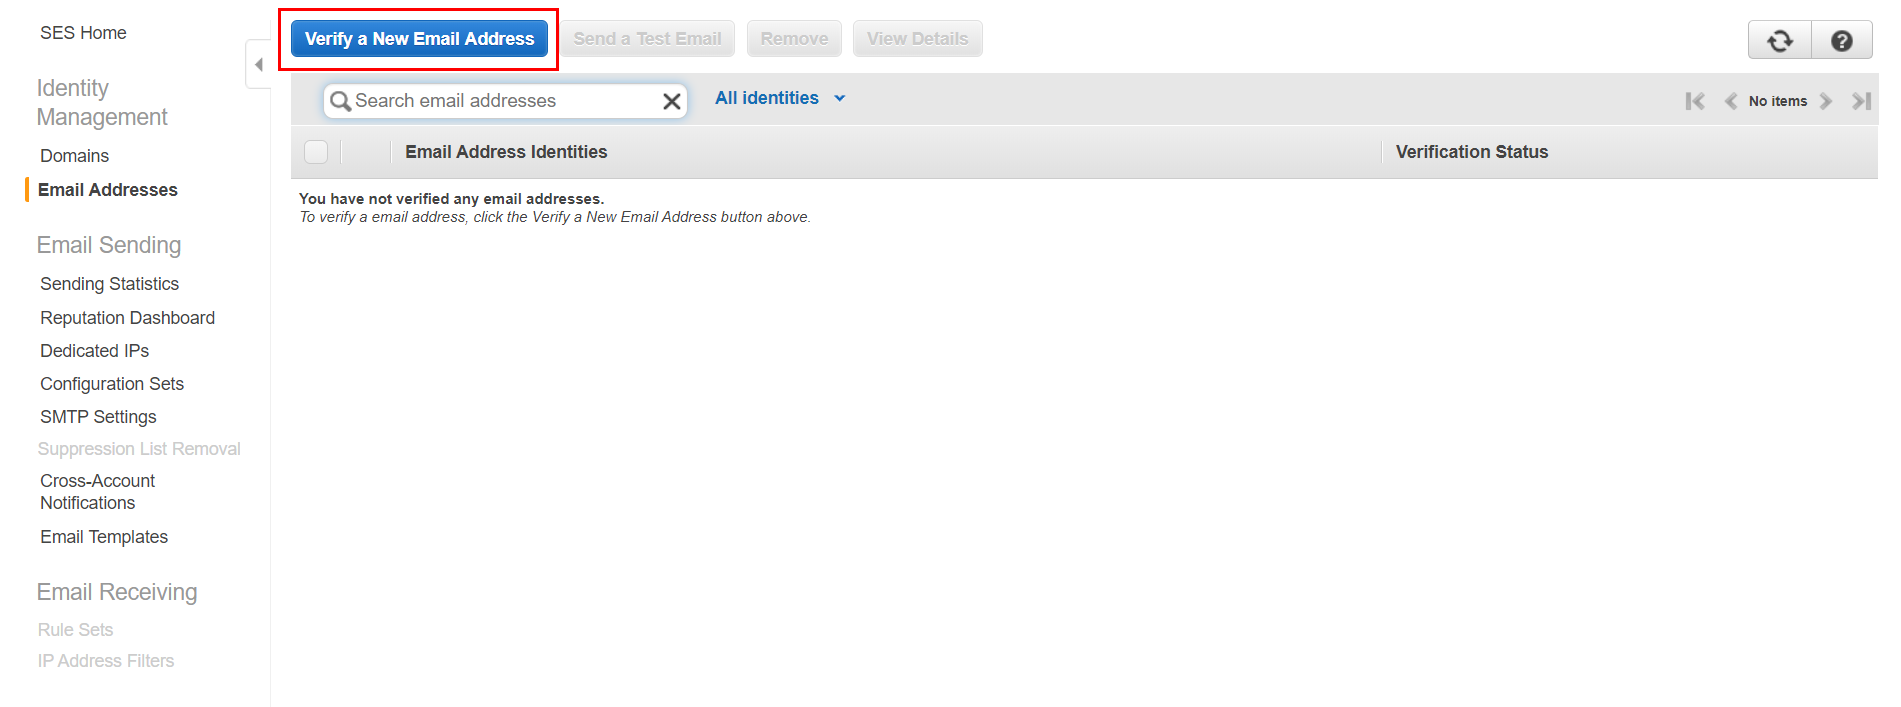 SES Home
Identity
Management
Domains
Email Addresses
Email Sending
Sending Statistics
Reputation Dashboard
Dedicated IPs
Configuration Sets
SMTP Settings
Suppression List Removal
Cross-Account
Notifications
Email Templates
Email Receiving
Rule Sets
IP Address Filters
Verify a New Email Address
Send a Test Email
Remove
View Details
Search email addresses
All identities
No items
Email Address Identities
Verification Status
You have not verified any email addresses.
To verify a email address, click the Verify a New Email Address button above.